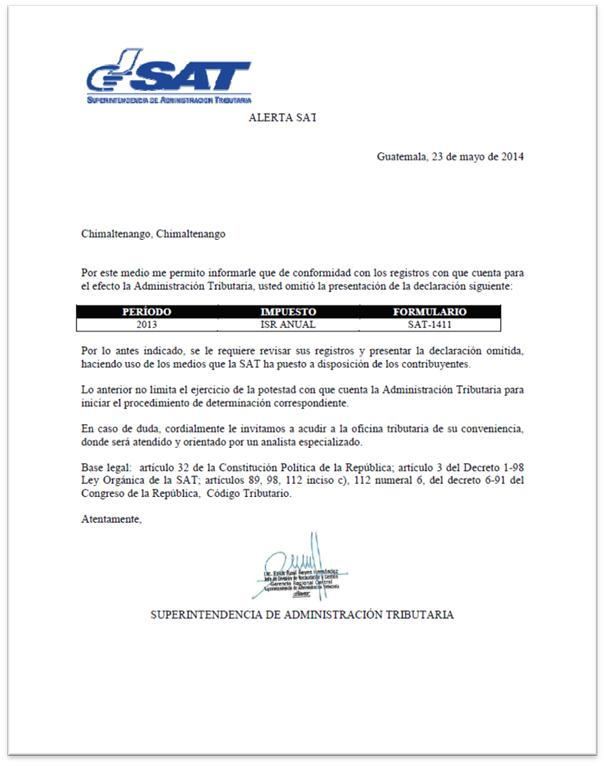 SAT
SUPERINTENDENCIA DE ADMINISTRACIÓN TRIBUTARIA
ALERTA SAT
Guatemala, 23 de mayo de 2014
Chimaltenango, Chimaltenango
Por este medio me permito informarle que de conformidad con los registros con que cuenta para
el efecto la Administración Tributaria, usted omitió la presentación de la declaración siguiente:
PERÍODO IMPUESTO FORMULARIO
2013 ISR ANUAL SAT-1411
Por lo antes indicado, se le requiere revisar sus registros y presentar la declaración omitida,
haciendo uso de los medios que la SAT ha puesto a disposición de los contribuyentes.
Lo anterior no limita el ejercicio de la potestad con que cuenta la Administración Tributaria para
iniciar el procedimiento de determinación correspondiente.
En caso de duda, cordialmente le invitamos a acudir a la oficina tributaria de su conveniencia,
donde será atendido y orientado por un analista especializado.
Base legal: artículo 32 de la Constitución Política de la República; artículo 3 del Decreto 1-98
Ley Orgánica de la SAT; artículos 89, 98, 112 inciso c), 112 numeral 6, del decreto 6-91 del
Congreso de la República, Código Tributario.
Atentamente,
Gerencia Regional Central
Superintendencia de Administración Tributaria
SUPERINTENDENCIA DE ADMINISTRACIÓN TRIBUTARIA